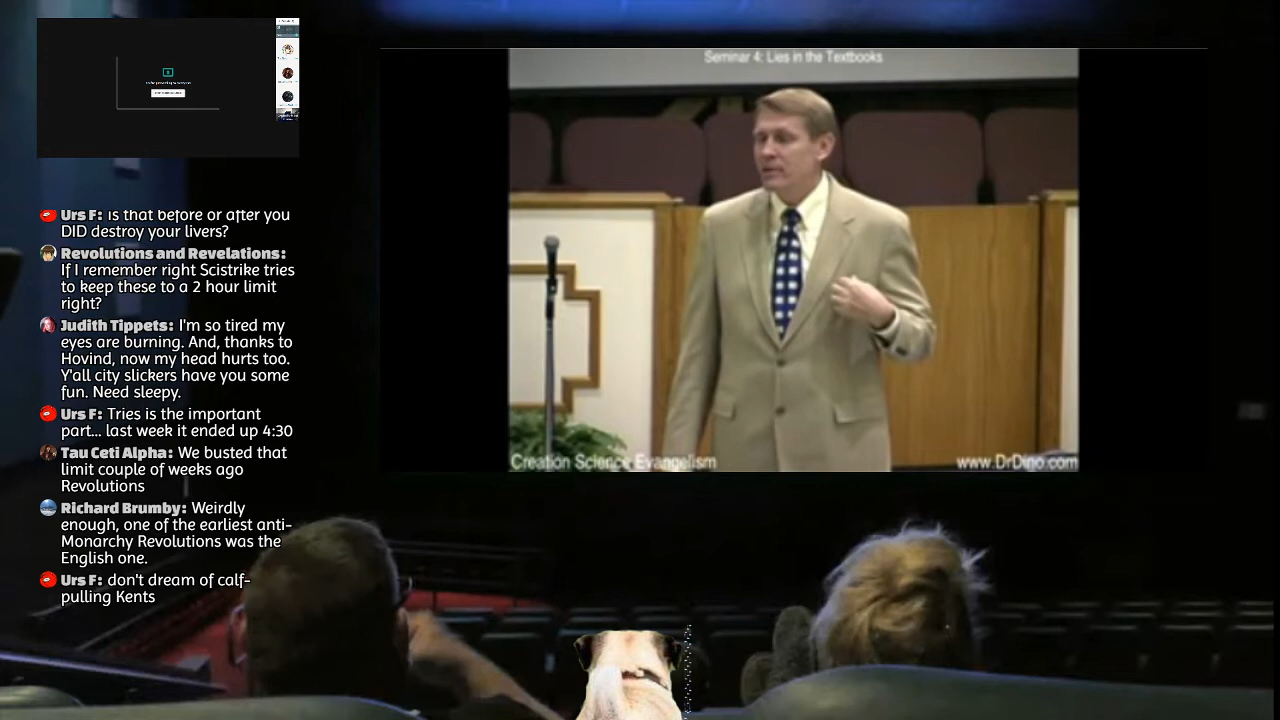 Seminar 4: Lies in the Textbooks
Urs F: is that before or after you
DID destroy your livers?
Revolutions and Revelations:
If I remember right Scistrike tries
to keep these to a 2 hour limit
right?
Judith Tippets: I'm so tired my
eyes are burning. And, thanks to
Hovind, now my head hurts too.
Y'all city slickers have you some
fun. Need sleepy.
Urs F: Tries is the important
part... last week it ended up 4:30
Tau Ceti Alpha: We busted that
limit couple of weeks ago
Revolutions
Richard Brumby: Weirdly
enough, one of the earliest anti-
Monarchy Revolutions was the
English one.
Urs F: don't dream of calf-
pulling Kents
Creation Science Evangelism
www.DrDino.com